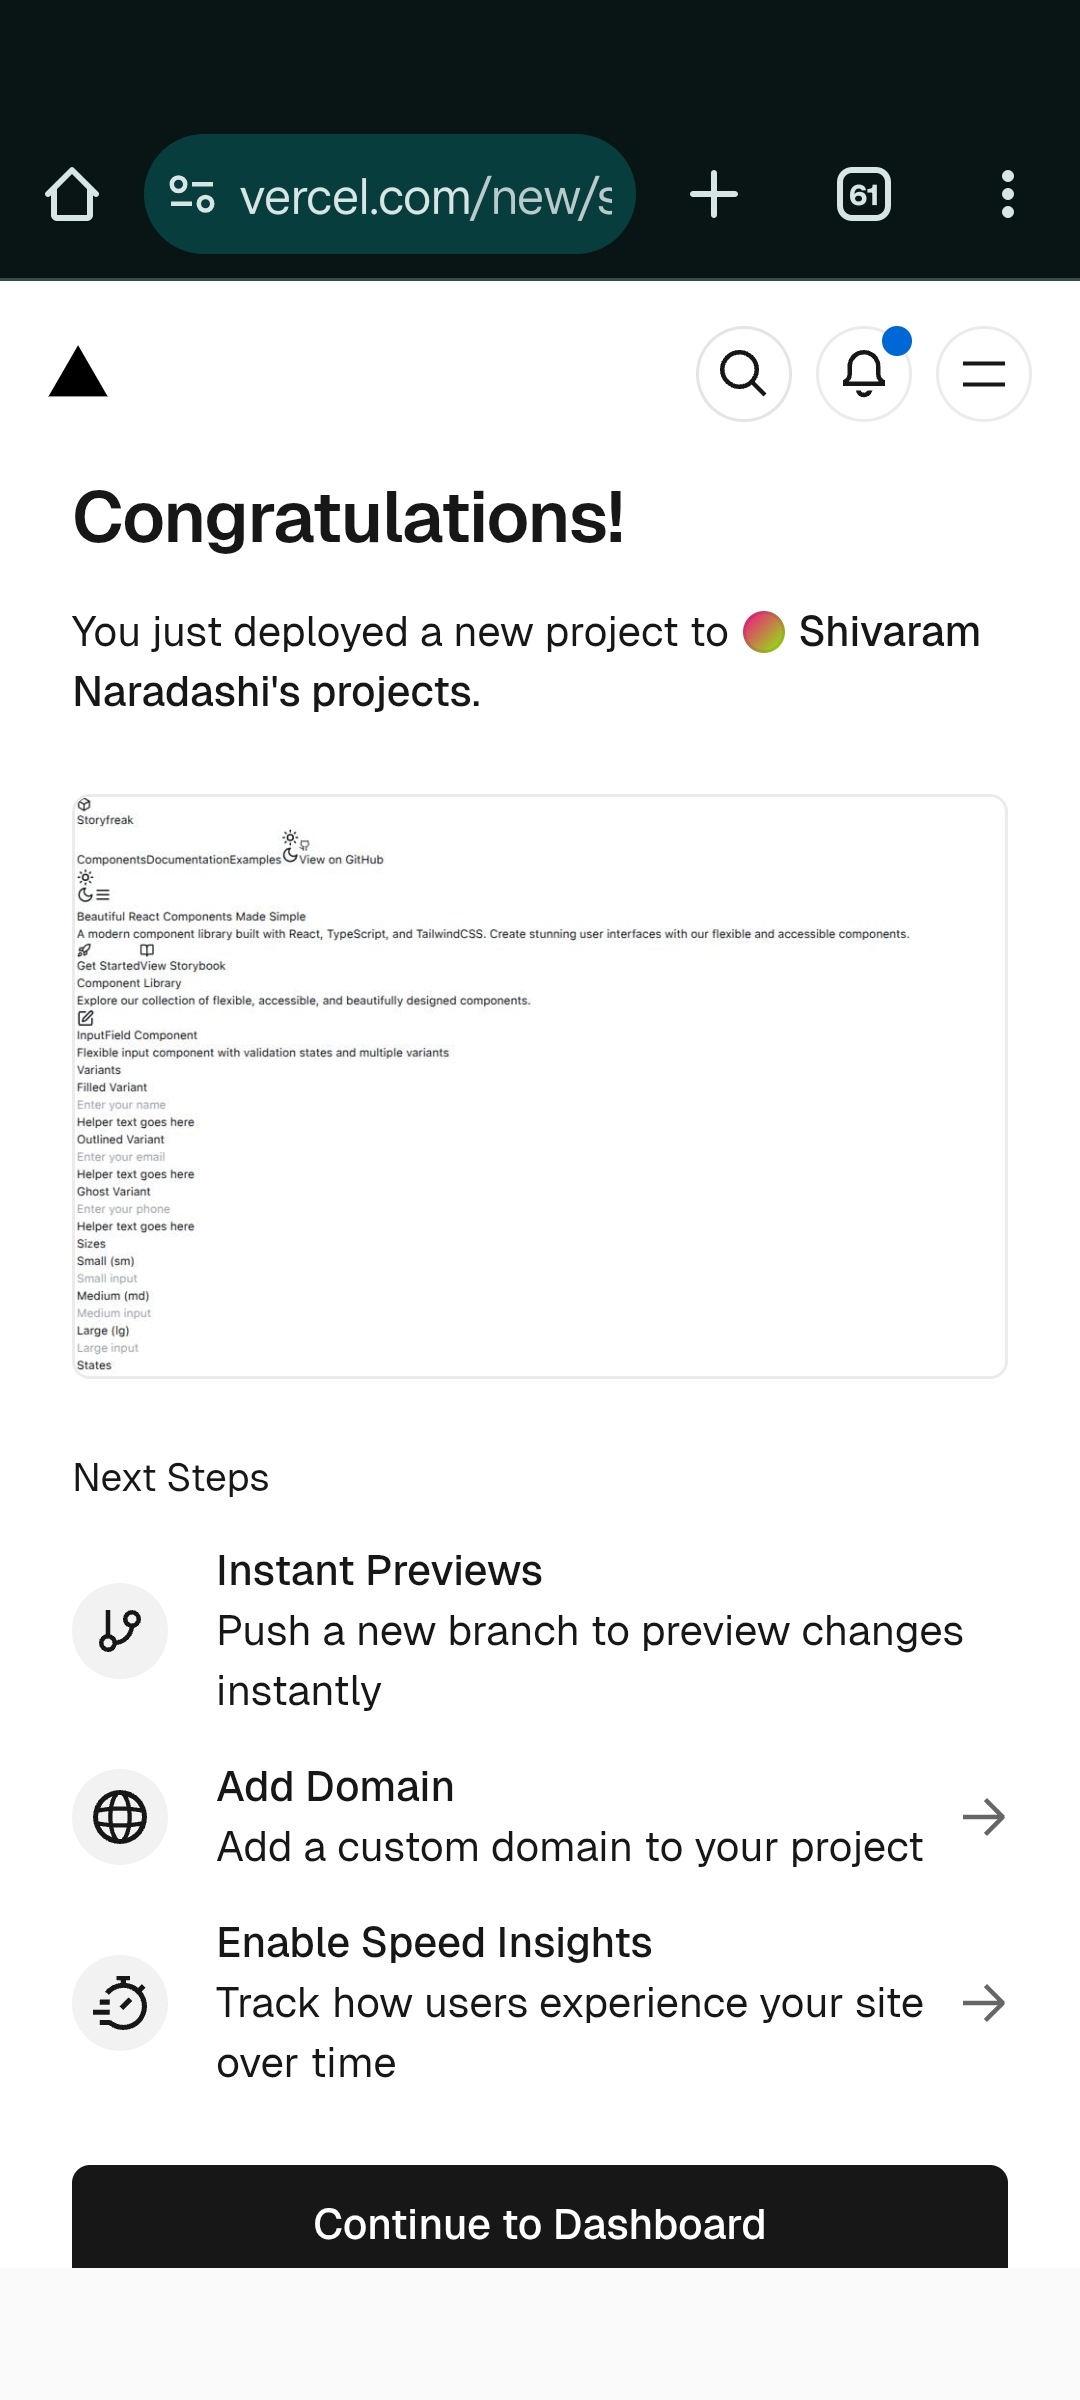 vercel.com/new/s
61
Congratulations!
You just deployed a new project to Shivaram
Naradashi's projects.
Storyfreak
ComponentsDocumentationExamples View on GitHub
Beautiful React Components Made Simple
A modern component library built with React, TypeScript, and TailwindCSS. Create stunning user interfaces with our flexible and accessible components.
Get StartedView Storybook
Component Library
Explore our collection of flexible, accessible, and beautifully designed components.
InputField Component
Flexible input component with validation states and multiple variants
Variants
Filled Variant
Enter your name
Helper text goes here
Outlined Variant
Enter your email
Helper text goes here
Ghost Variant
Enter your phone
Helper text goes here
Sizes
Small (sm)
Small input
Medium (md)
Medium input
Large (lg)
Large input
States
Next Steps
Instant Previews
Push a new branch to preview changes
instantly
Add Domain
Add a custom domain to your project
Enable Speed Insights
Track how users experience your site
over time
Continue to Dashboard